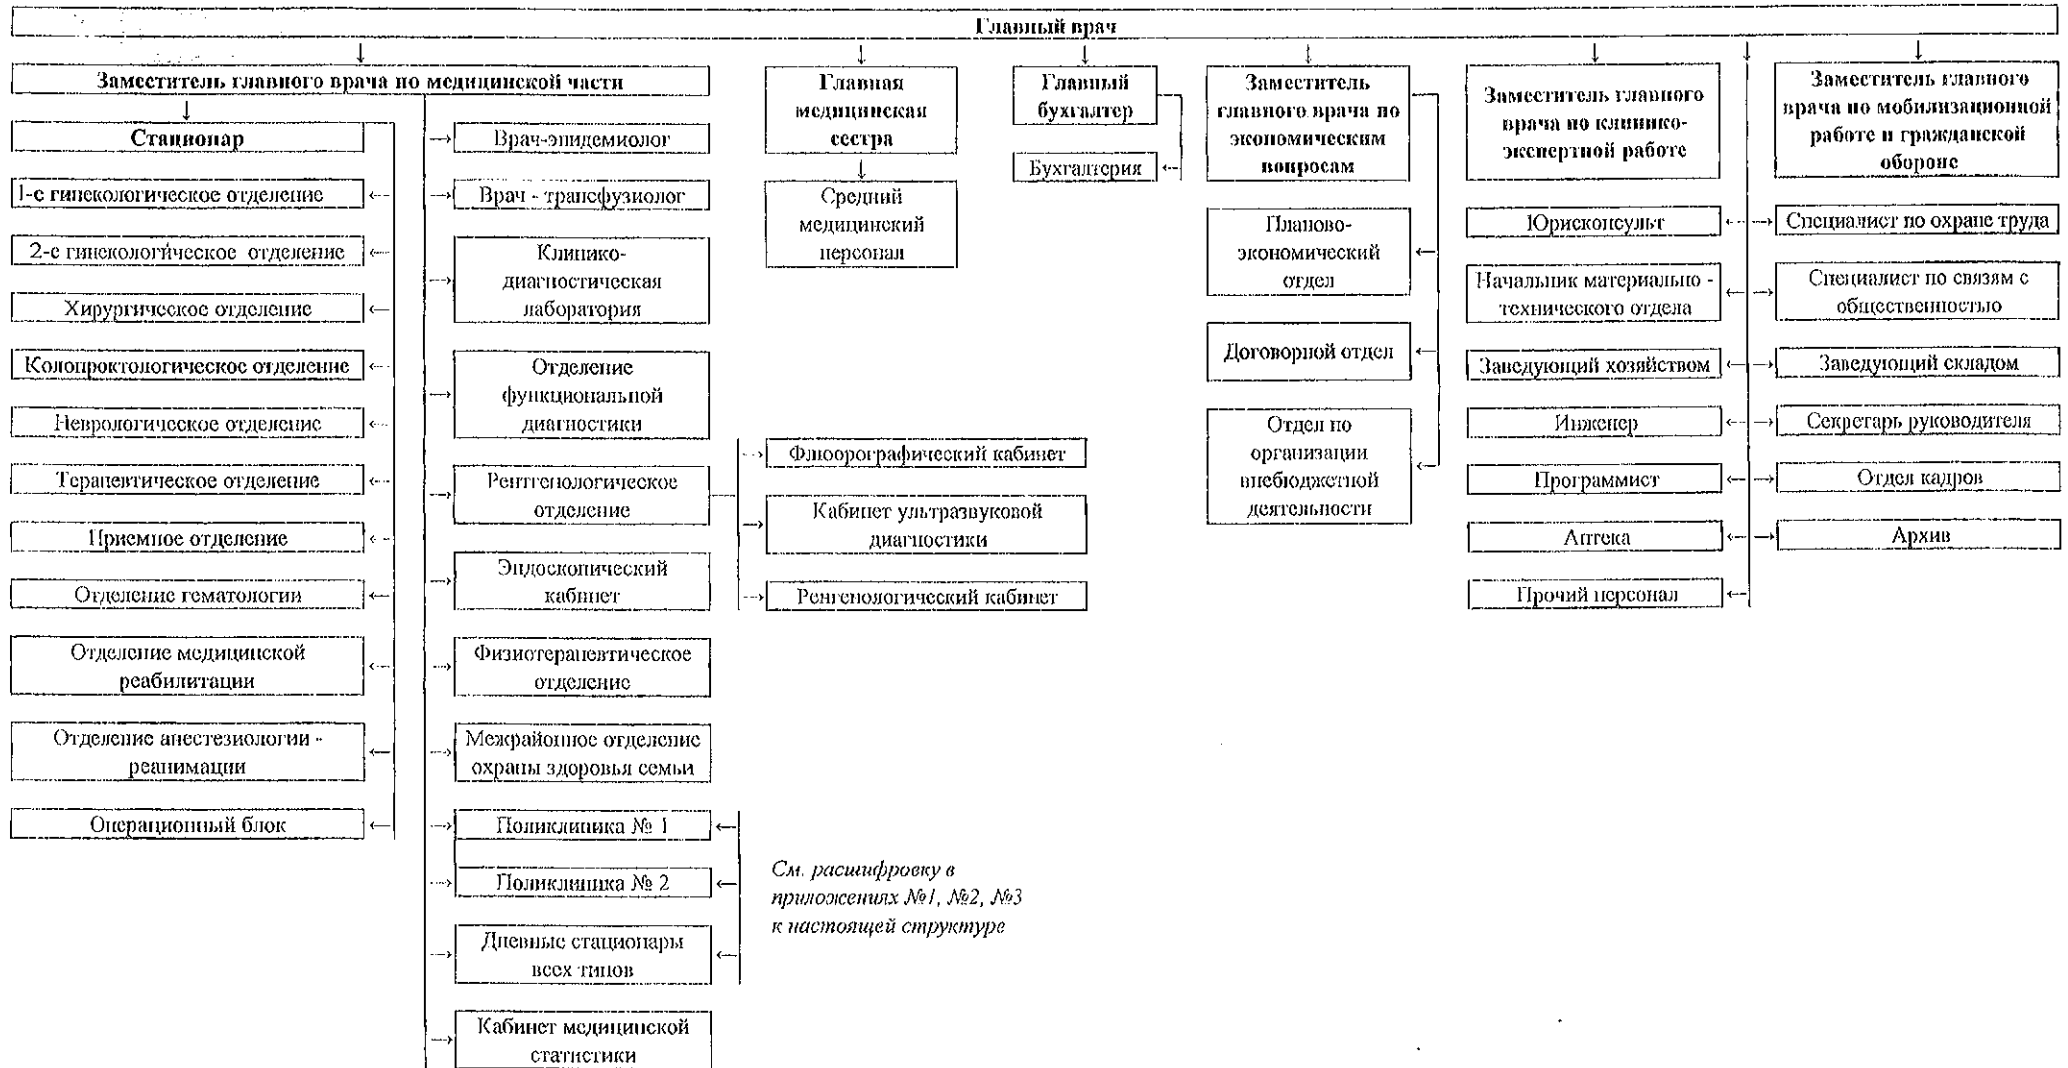 Главный врач
Заместитель главного врача по медицинской части
Стационар
1-е гинекологическое отделение
2-е гинекологическое отделение
Хирургическое отделение
Колопроктологическое отделение
Неврологическое отделение
Терапевтическое отделение
Приемное отделение
Отделение гематологии
Отделение медицинской
реабилитации
Отделение анестезиологии -
реанимации
Операционный блок
Врач-эпидемиолог
Врач - трансфузиолог
Клинико-
диагностическая
лаборатория
Отделение
функциональной
диагностики
Рентгенологическое
отделение
Эндоскопический
кабинет
Физиотерапевтическое
отделение
Межрайонное отделение
охраны здоровья семьи
Поликлиника № 1
Поликлиника № 2
Дневные стационары
всех типов
Кабинет медицинской
статистики
Флюорографический кабинет
Кабинет ультразвуковой
диагностики
Ренгенологический кабинет
См. расшифровку в
приложениях №1, №2, №3
к настоящей структуре
Главная
медицинская
сестра
Средний
медицинский
персонал
Главный
бухгалтер
Бухгалтерия
Заместитель
главного врача по
экономическим
вопросам
Планово-
экономический
отдел
Договорной отдел
Отдел по
организации
внебюджетной
деятельности
Заместитель главного
врача по клинико-
экспертной работе
Юрисконсульт
Начальник материально -
технического отдела
Заведующий хозяйством
Инженер
Программист
Аптека
Прочий персонал
Заместитель главного
врача по мобилизационной
работе и гражданской
обороне
Специалист по охране труда
Специалист по связям с
общественностью
Заведующий складом
Секретарь руководителя
Отдел кадров
Архив